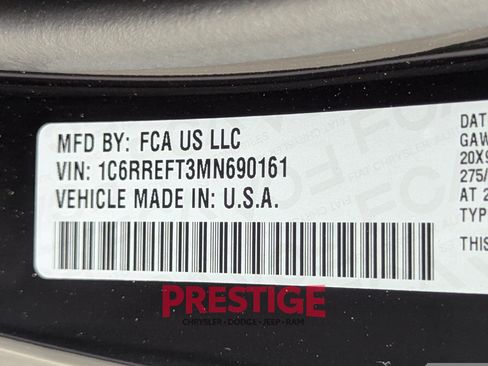 MFD BY: FCA US LLC
VIN: 1C6RREFT3MN690161
VEHICLE MADE IN: U.S.A.
DAT
GAW
20X9
275/
AT 2
TYP
THIS
PRESTIGE
CHRYSLER · DODGE · JEEP · RAM